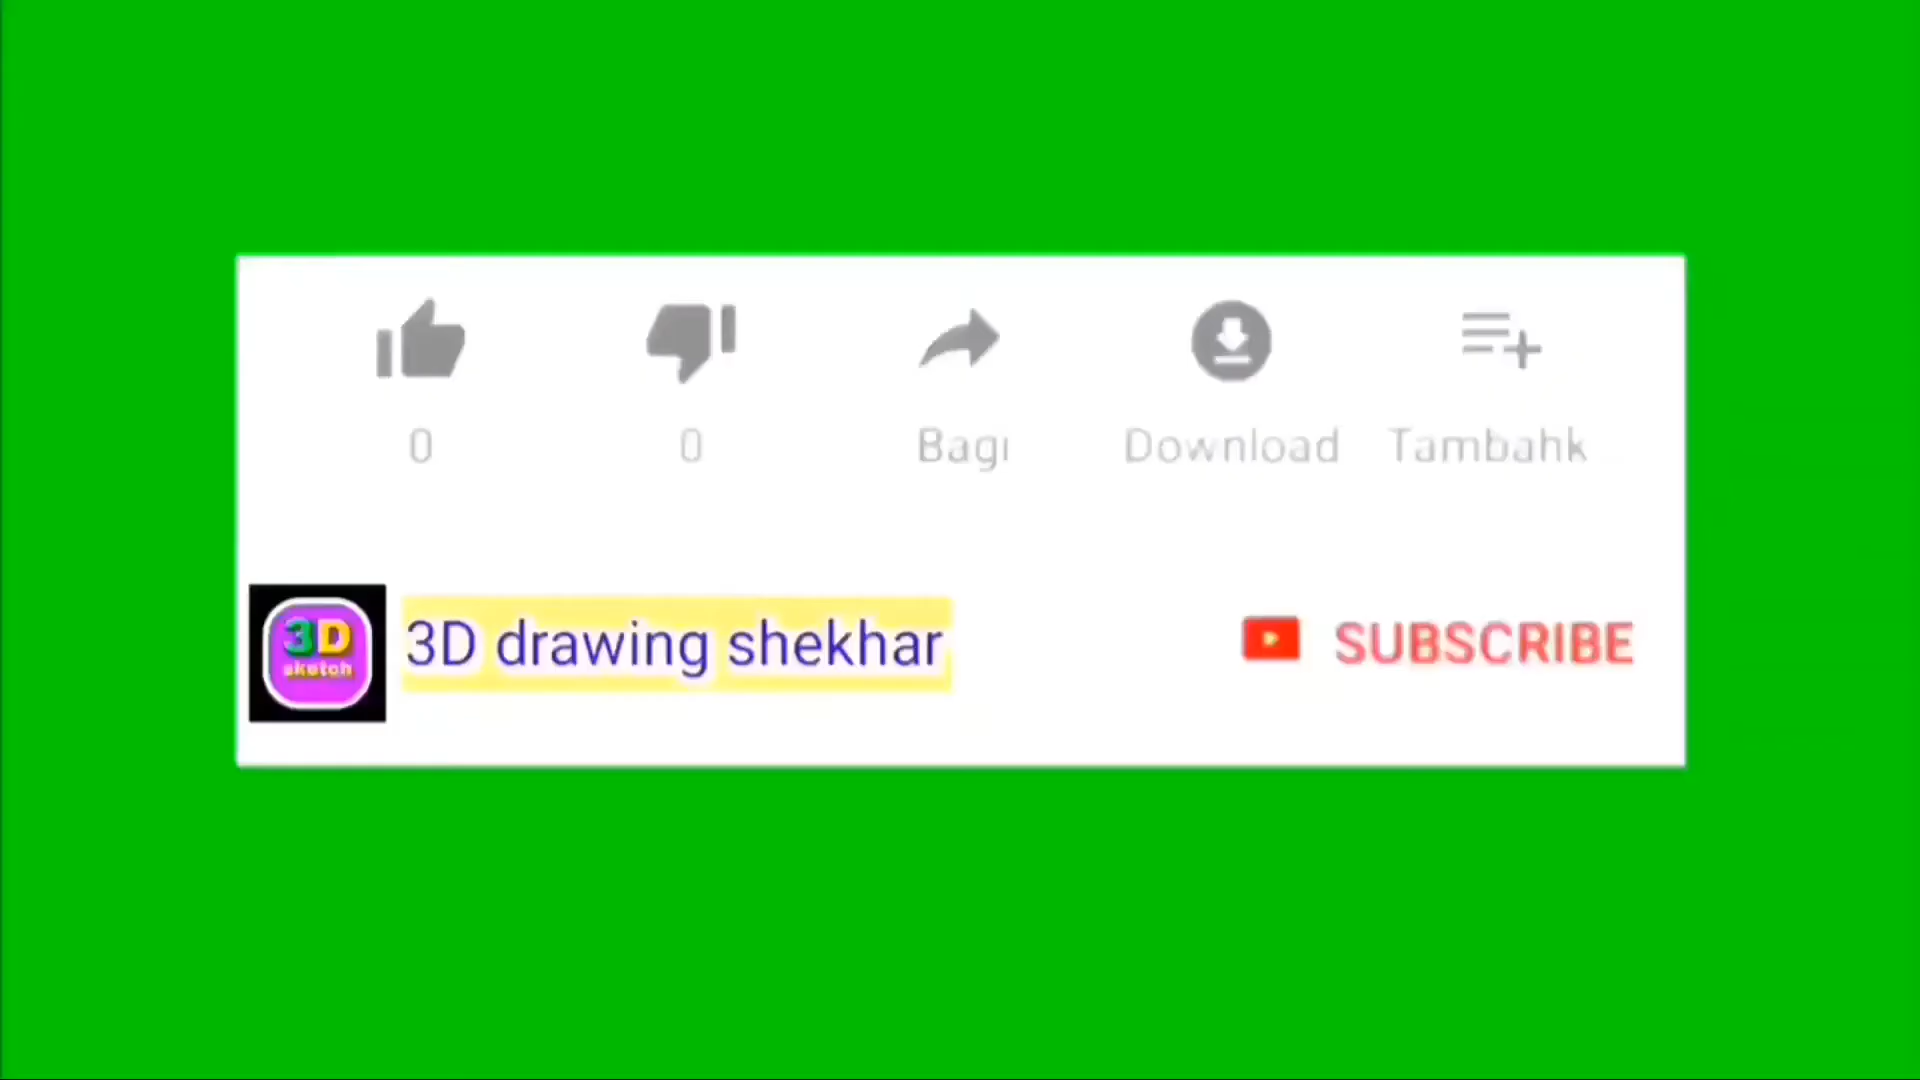 0 0 Bagi Download Tambahk
3D
sketch
3D drawing shekhar
SUBSCRIBE